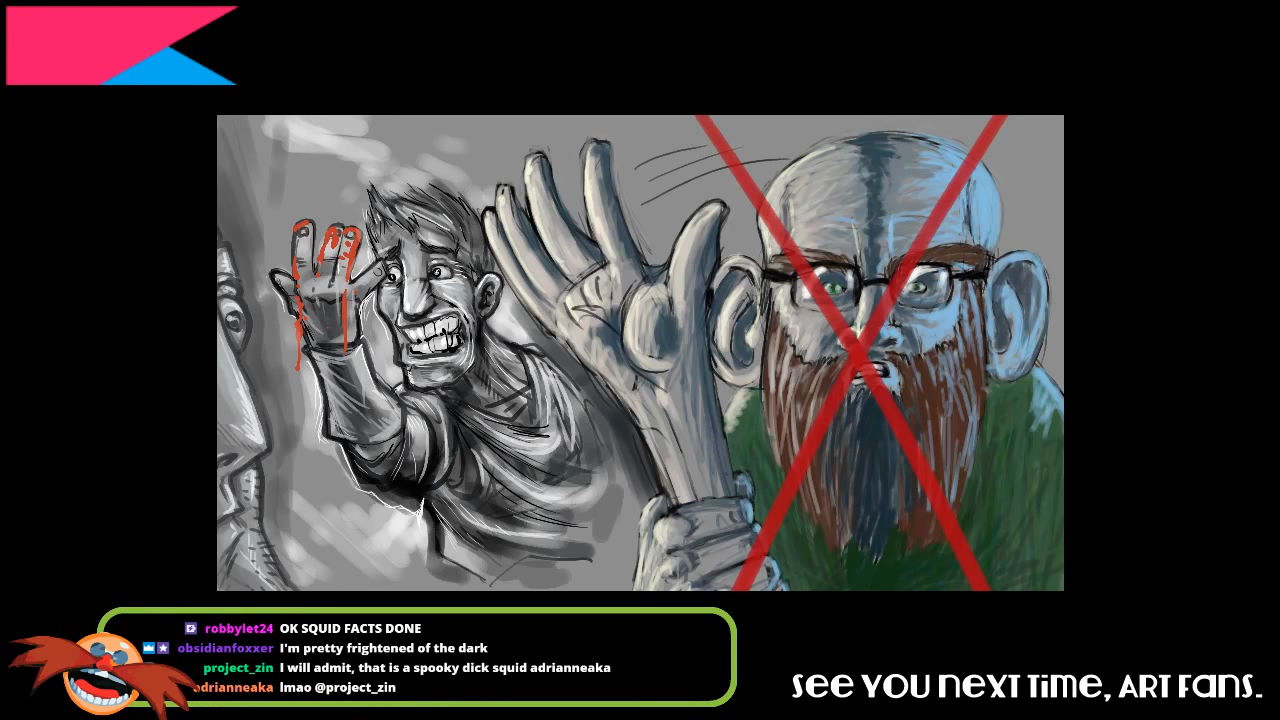 robbylet24 OK SQUID FACTS DONE
obsidianfoxxer I'm pretty frightened of the dark
project_zin I will admit, that is a spooky dick squid adrianneaka
adrianneaka lmao @project_zin
see you next time, art fans.